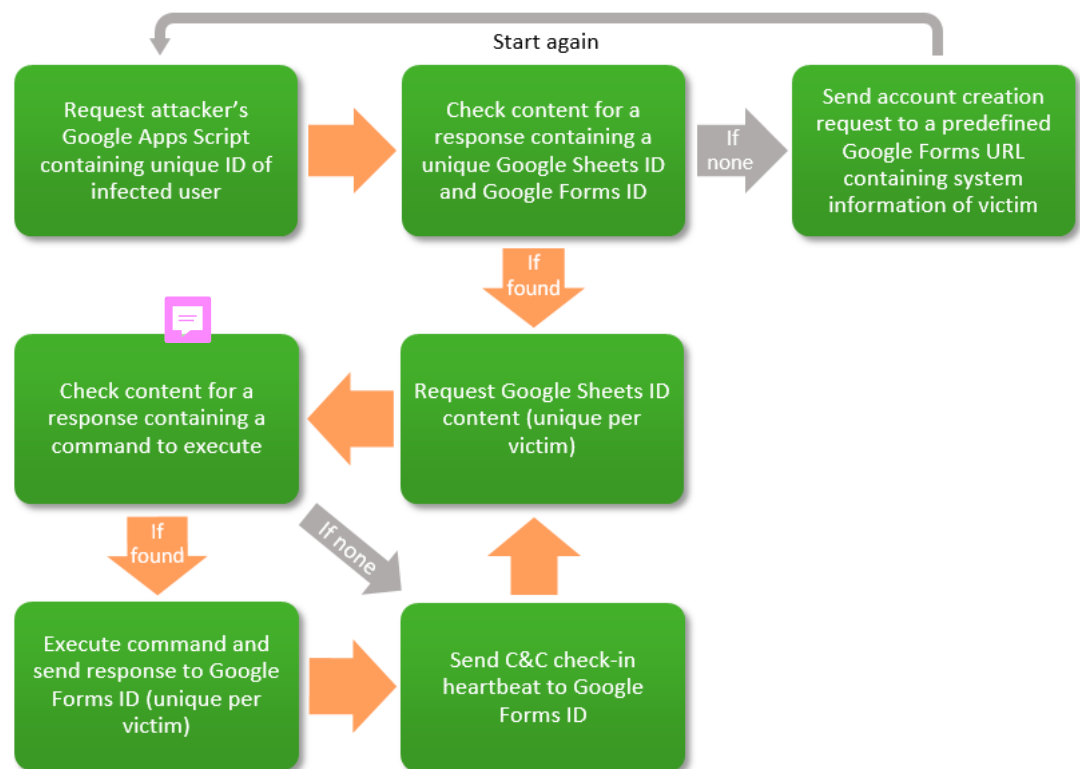 Start again
Request attacker's
Google Apps Script
containing unique ID of
infected user
Check content for a
response containing a
unique Google Sheets ID
and Google Forms ID
If
none
Send account creation
request to a predefined
Google Forms URL
containing system
information of victim
If
found
Check content for a
response containing a
command to execute
Request Google Sheets ID
content (unique per
victim)
If
found
If none
Execute command and
send response to Google
Forms ID (unique per
victim)
Send C&C check-in
heartbeat to Google
Forms ID